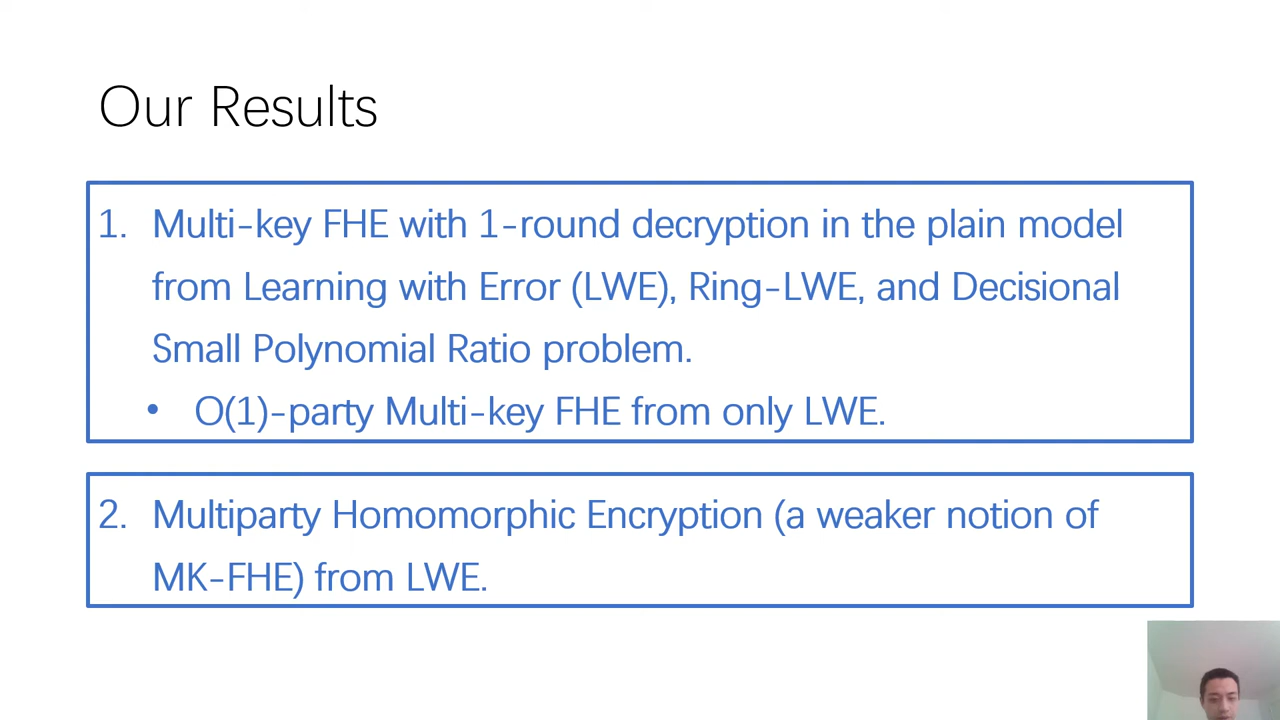 Our Results
1. Multi-key FHE with 1-round decryption in the plain model
from Learning with Error (LWE), Ring-LWE, and Decisional
Small Polynomial Ratio problem.
• O(1)-party Multi-key FHE from only LWE.
2. Multiparty Homomorphic Encryption (a weaker notion of
MK-FHE) from LWE.